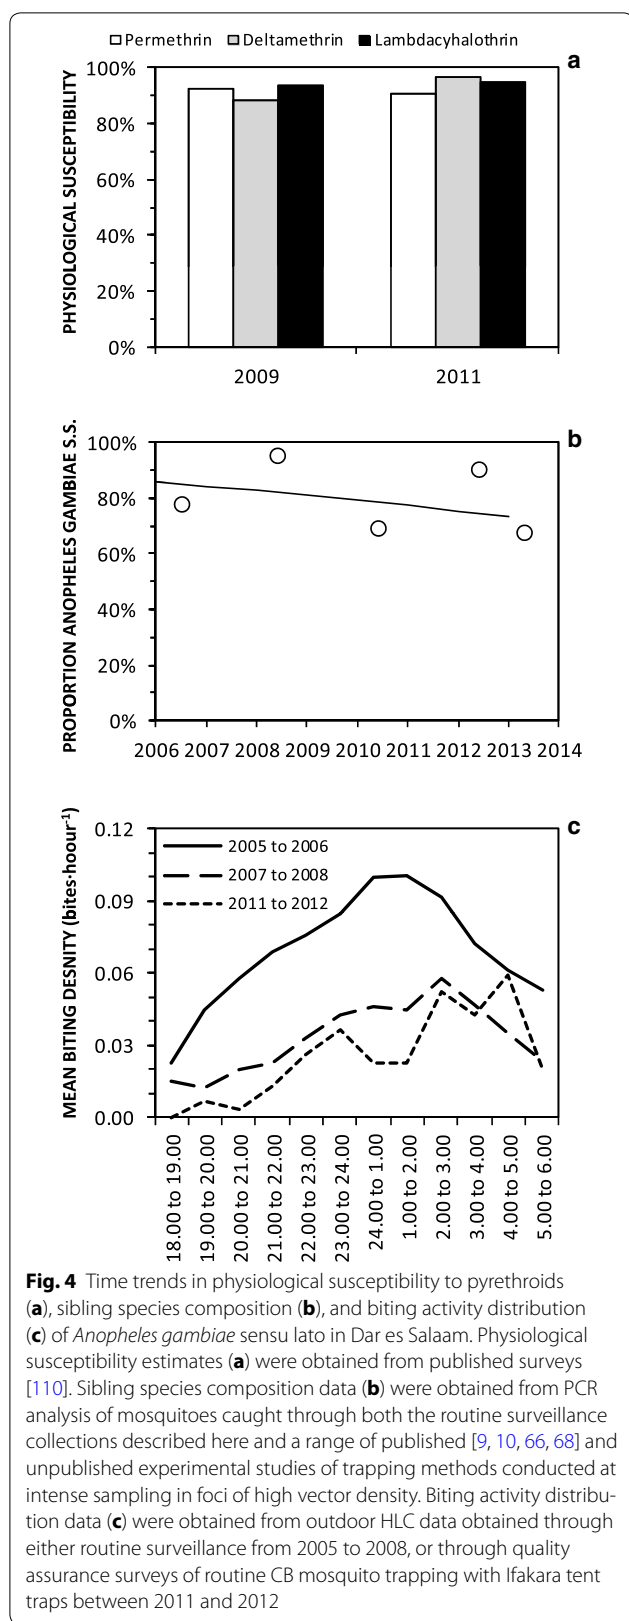 Permethrin Deltamethrin Lambdacyhalothrin
a
PHYSIOLOGICAL SUSCEPTIBILITY
100%
80%
60%
40%
20%
0%
2009 2011
b
PROPORTION ANOPHELES GAMBIAE S.S.
100%
80%
60%
40%
20%
0%
2006 2007 2008 2009 2010 2011 2012 2013 2014
c
MEAN BITING DESNITY (bites·hoour⁻¹)
0.12
0.09
0.06
0.03
0.00
2005 to 2006
2007 to 2008
2011 to 2012
18.00 to 19.00
19.00 to 20.00
20.00 to 21.00
21.00 to 22.00
22.00 to 23.00
23.00 to 24.00
24.00 to 1.00
1.00 to 2.00
2.00 to 3.00
3.00 to 4.00
4.00 to 5.00
5.00 to 6.00
Fig. 4 Time trends in physiological susceptibility to pyrethroids
(a), sibling species composition (b), and biting activity distribution
(c) of Anopheles gambiae sensu lato in Dar es Salaam. Physiological
susceptibility estimates (a) were obtained from published surveys
[110]. Sibling species composition data (b) were obtained from PCR
analysis of mosquitoes caught through both the routine surveillance
collections described here and a range of published [9, 10, 66, 68] and
unpublished experimental studies of trapping methods conducted at
intense sampling in foci of high vector density. Biting activity distribu-
tion data (c) were obtained from outdoor HLC data obtained through
either routine surveillance from 2005 to 2008, or through quality
assurance surveys of routine CB mosquito trapping with Ifakara tent
traps between 2011 and 2012